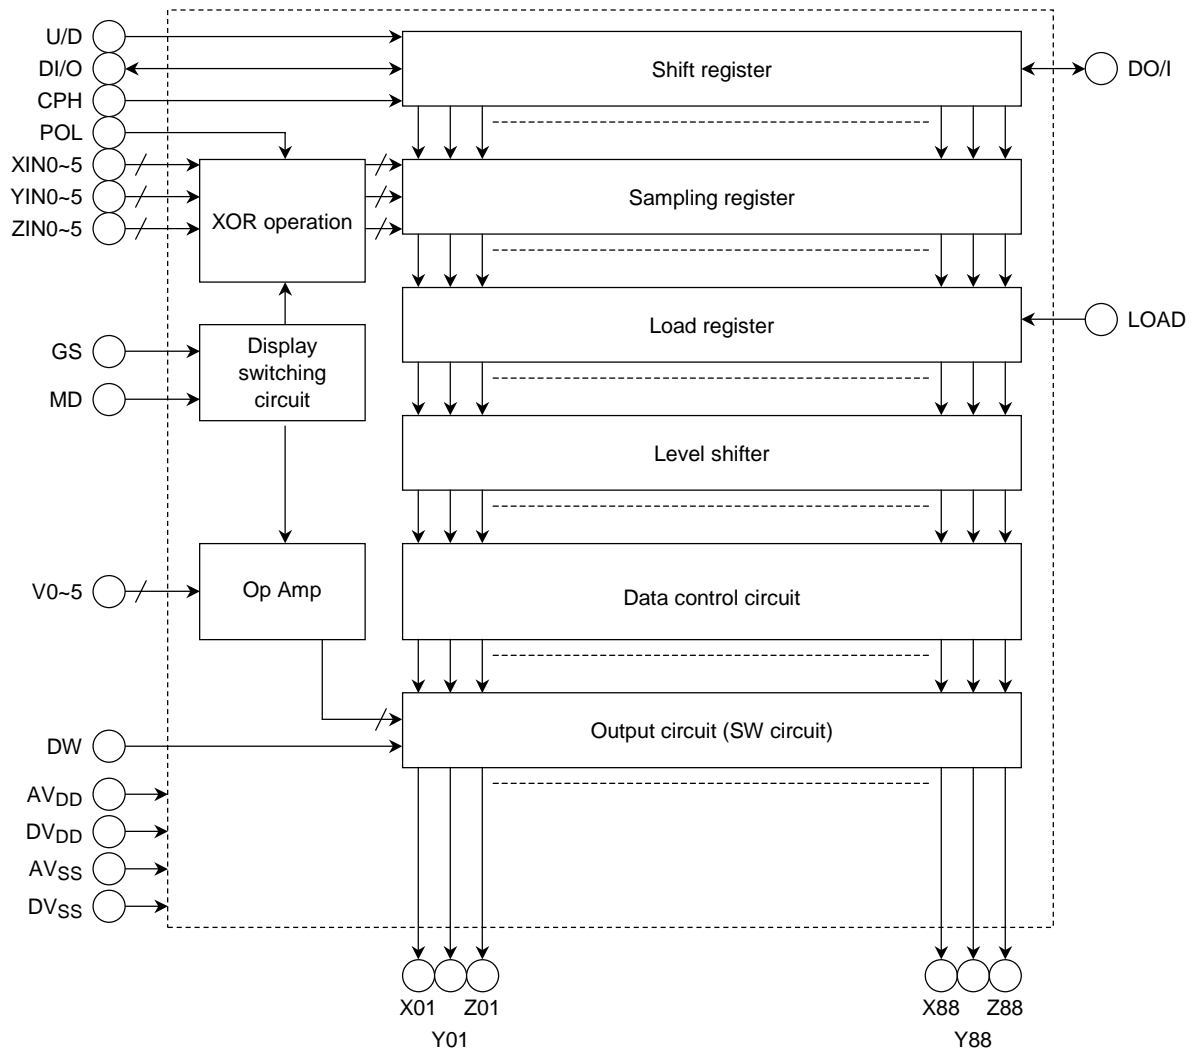 U/D
DI/O
CPH
POL
XIN0~5
YIN0~5
ZIN0~5
Shift register
DO/I
XOR operation
Sampling register
Load register
LOAD
GS
MD
Display
switching
circuit
Level shifter
V0~5
Op Amp
Data control circuit
DW
Output circuit (SW circuit)
AVDD
DVDD
AVSS
DVSS
X01
Z01
X88
Z88
Y01
Y88